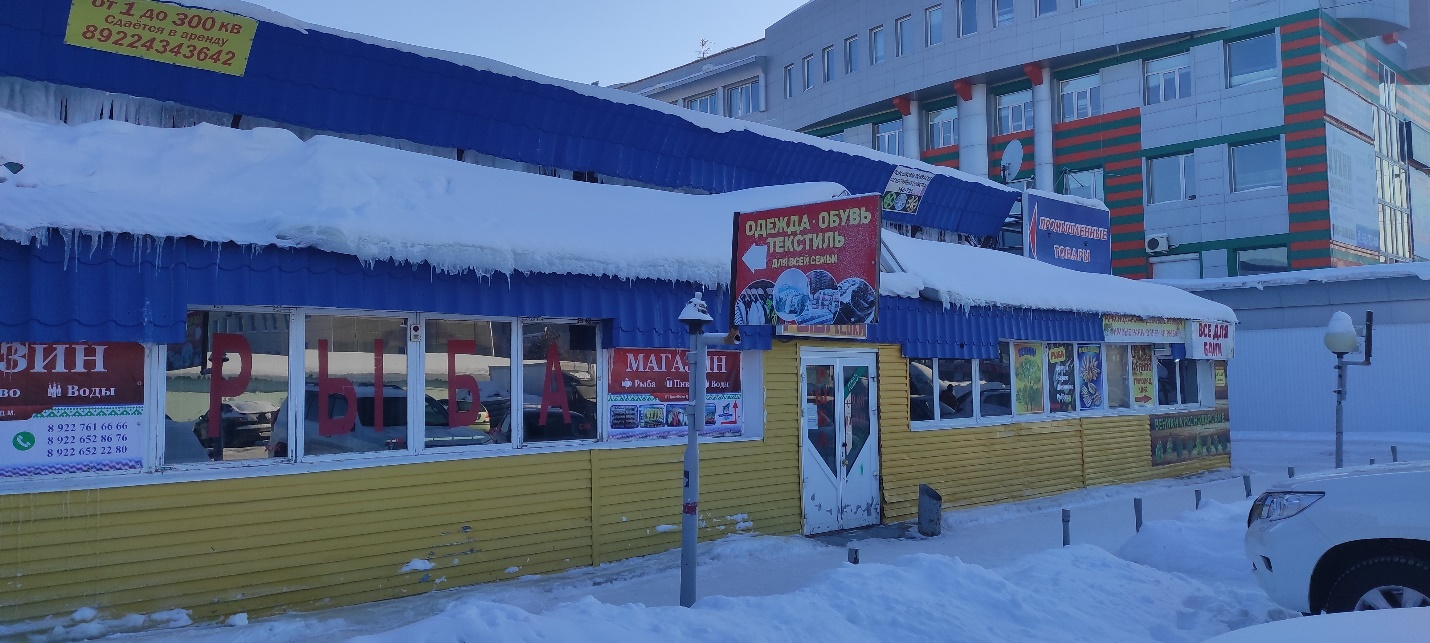 от 1 до 300 кв
Сдаётся в аренду
89224343642
ОДЕЖДА · ОБУВЬ
ТЕКСТИЛЬ
ДЛЯ ВСЕЙ СЕМЬИ
ПРОМЫШЛЕННЫЕ
ТОВАРЫ
ВСЕ ДЛЯ
БАНИ
ЗИН
во Воды
8 922 761 66 66
8 922 652 86 76
8 922 652 22 80
РЫБА
МАГАЗИН
Рыба Пиво Воды